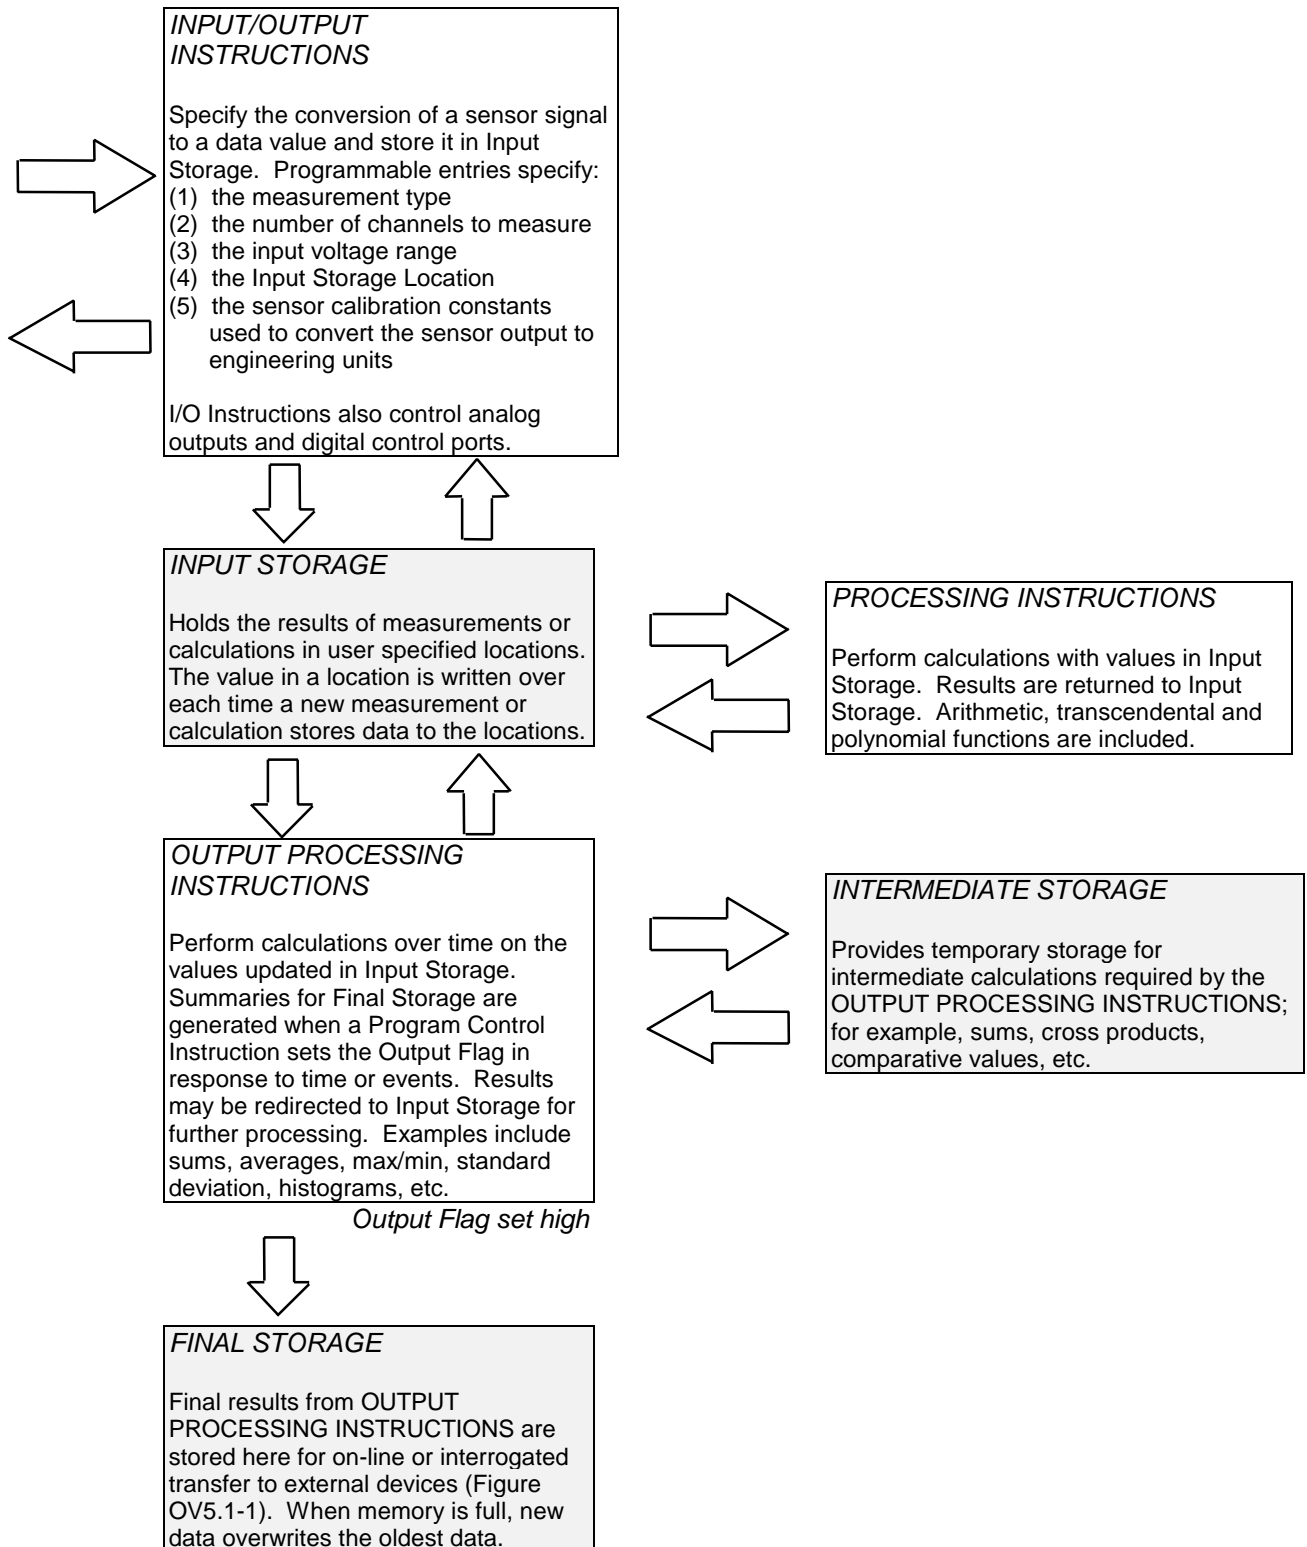 INPUT/OUTPUT
INSTRUCTIONS
Specify the conversion of a sensor signal
to a data value and store it in Input
Storage.  Programmable entries specify:
(1)  the measurement type
(2)  the number of channels to measure
(3)  the input voltage range
(4)  the Input Storage Location
(5)  the sensor calibration constants
used to convert the sensor output to
engineering units
I/O Instructions also control analog
outputs and digital control ports.
INPUT STORAGE
Holds the results of measurements or
calculations in user specified locations.
The value in a location is written over
each time a new measurement or
calculation stores data to the locations.
PROCESSING INSTRUCTIONS
Perform calculations with values in Input
Storage.  Results are returned to Input
Storage.  Arithmetic, transcendental and
polynomial functions are included.
OUTPUT PROCESSING
INSTRUCTIONS
Perform calculations over time on the
values updated in Input Storage.
Summaries for Final Storage are
generated when a Program Control
Instruction sets the Output Flag in
response to time or events.  Results
may be redirected to Input Storage for
further processing.  Examples include
sums, averages, max/min, standard
deviation, histograms, etc.
INTERMEDIATE STORAGE
Provides temporary storage for
intermediate calculations required by the
OUTPUT PROCESSING INSTRUCTIONS;
for example, sums, cross products,
comparative values, etc.
Output Flag set high
FINAL STORAGE
Final results from OUTPUT
PROCESSING INSTRUCTIONS are
stored here for on-line or interrogated
transfer to external devices (Figure
OV5.1-1).  When memory is full, new
data overwrites the oldest data.